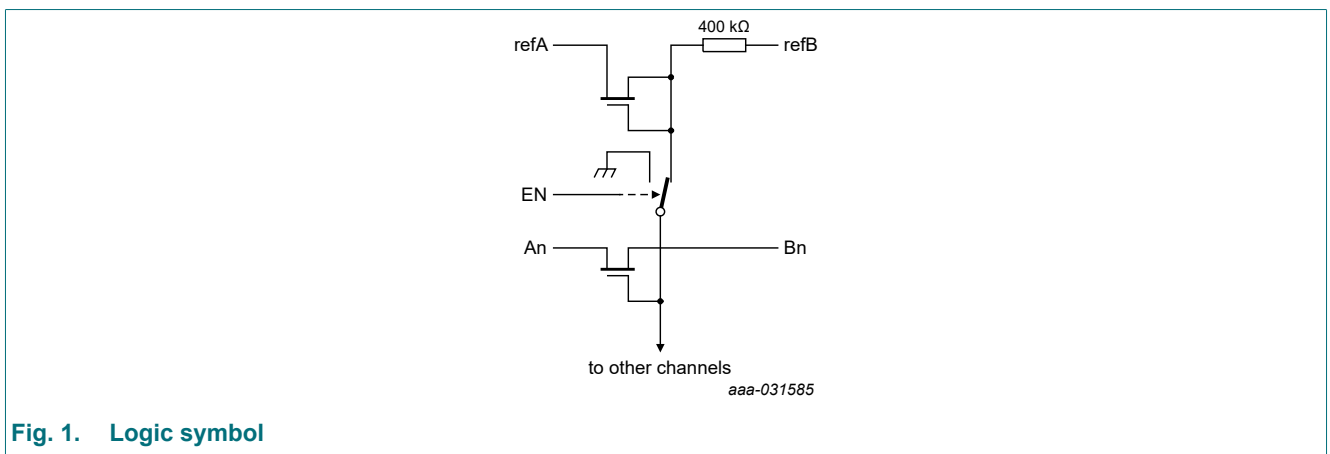 400 kΩ
refA
refB
EN
An
Bn
to other channels
aaa-031585
Fig. 1. Logic symbol